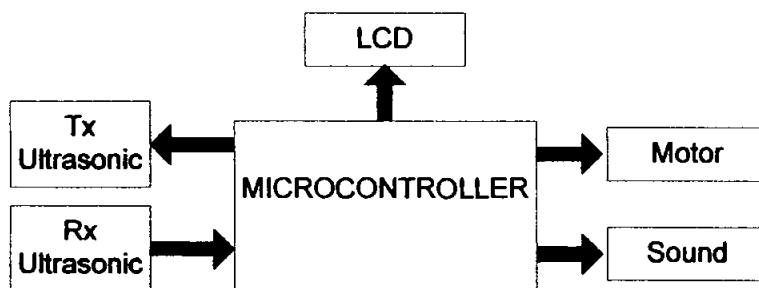 LCD
Tx
Ultrasonic
Motor
MICROCONTROLLER
Rx
Ultrasonic
Sound